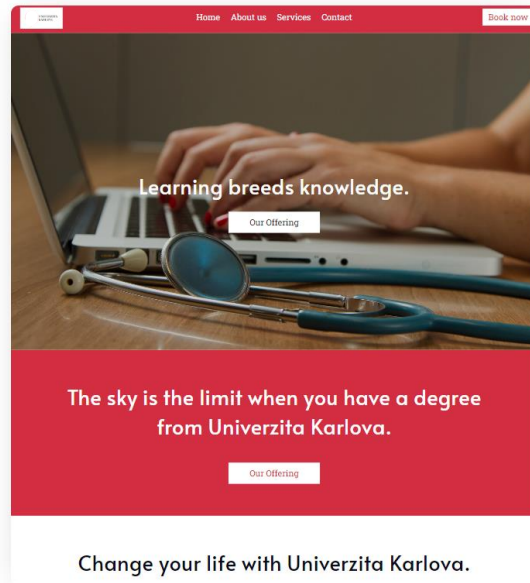 Home About us Services Contact
Book now
Learning breeds knowledge.
Our Offering
The sky is the limit when you have a degree
from Univerzita Karlova.
Our Offering
Change your life with Univerzita Karlova.